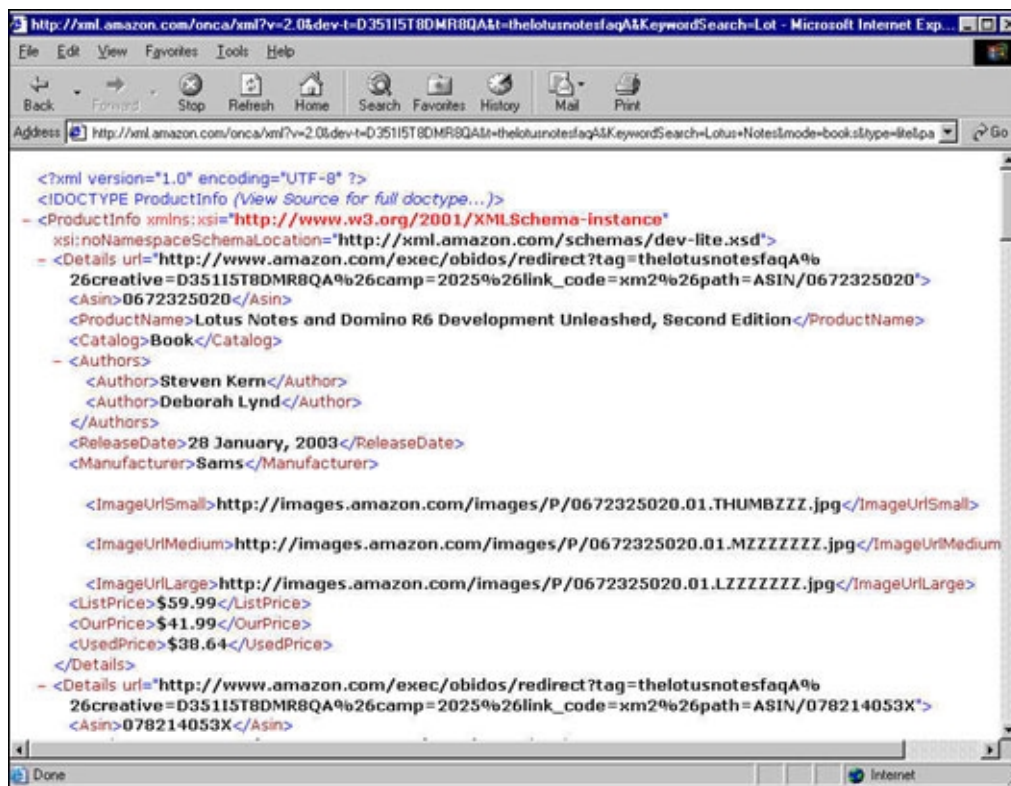 http://xml.amazon.com/onca/xml?v=2.0&dev-t=D351I5T8DMR8QA&t=thelotusnotesfaqA&KeywordSearch=Lot - Microsoft Internet Exp...
File Edit View Favorites Tools Help
Back Forward Stop Refresh Home Search Favorites History Mail Print
Address http://xml.amazon.com/onca/xml?v=2.0&dev-t=D351I5T8DMR8QA&t=thelotusnotesfaqA&KeywordSearch=Lotus+Notes&mode=books&type=lite&pa Go
<?xml version="1.0" encoding="UTF-8" ?>
<!DOCTYPE ProductInfo (View Source for full doctype...)>
- <ProductInfo xmlns:xsi="http://www.w3.org/2001/XMLSchema-instance"
xsi:noNamespaceSchemaLocation="http://xml.amazon.com/schemas/dev-lite.xsd">
- <Details url="http://www.amazon.com/exec/obidos/redirect?tag=thelotusnotesfaqA%
26creative=D351I5T8DMR8QA%26camp=2025%26link_code=xm2%26path=ASIN/0672325020">
<Asin>0672325020</Asin>
<ProductName>Lotus Notes and Domino R6 Development Unleashed, Second Edition</ProductName>
<Catalog>Book</Catalog>
- <Authors>
<Author>Steven Kern</Author>
<Author>Deborah Lynd</Author>
</Authors>
<ReleaseDate>28 January, 2003</ReleaseDate>
<Manufacturer>Sams</Manufacturer>
<ImageUrlSmall>http://images.amazon.com/images/P/0672325020.01.THUMBZZZ.jpg</ImageUrlSmall>
<ImageUrlMedium>http://images.amazon.com/images/P/0672325020.01.MZZZZZZZ.jpg</ImageUrlMedium
<ImageUrlLarge>http://images.amazon.com/images/P/0672325020.01.LZZZZZZZ.jpg</ImageUrlLarge>
<ListPrice>$59.99</ListPrice>
<OurPrice>$41.99</OurPrice>
<UsedPrice>$38.64</UsedPrice>
</Details>
- <Details url="http://www.amazon.com/exec/obidos/redirect?tag=thelotusnotesfaqA%
26creative=D351I5T8DMR8QA%26camp=2025%26link_code=xm2%26path=ASIN/078214053X">
<Asin>078214053X</Asin>
Done Internet